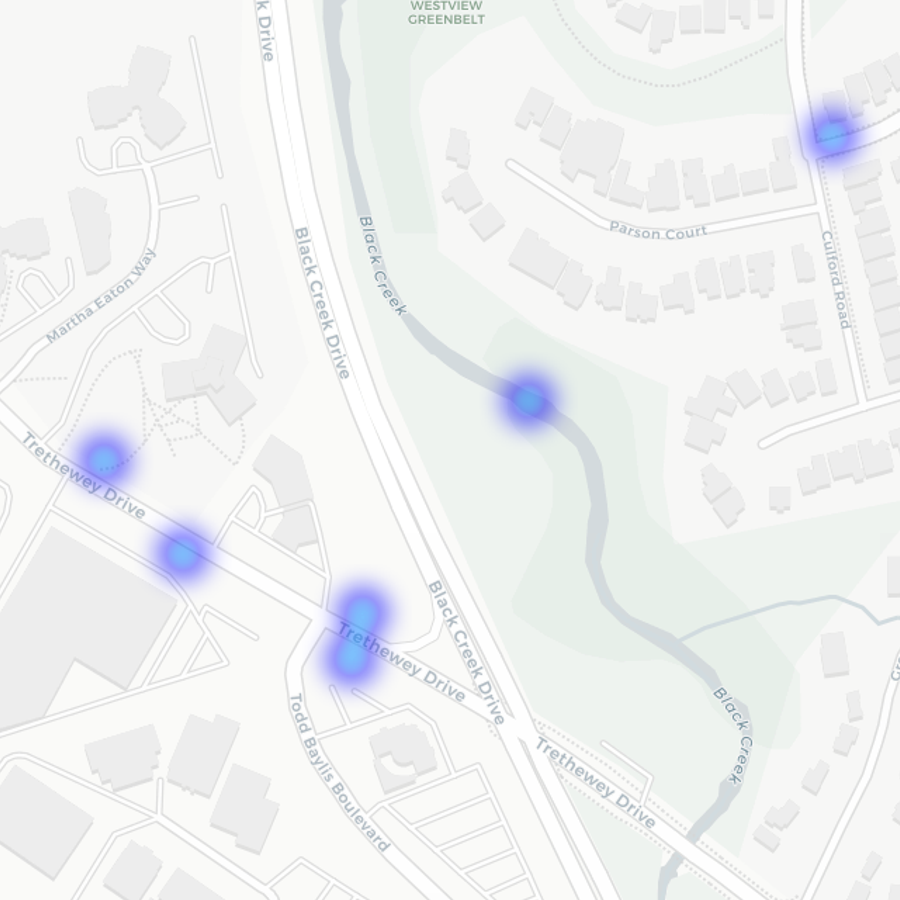 WESTVIEW
GREENBELT
k Drive
Black Creek
Parson Court
Culford Road
Black Creek Drive
Martha Eaton Way
Trethewey Drive
Black Creek Drive
Trethewey Drive
Black Creek
Todd Baylis Boulevard
Trethewey Drive